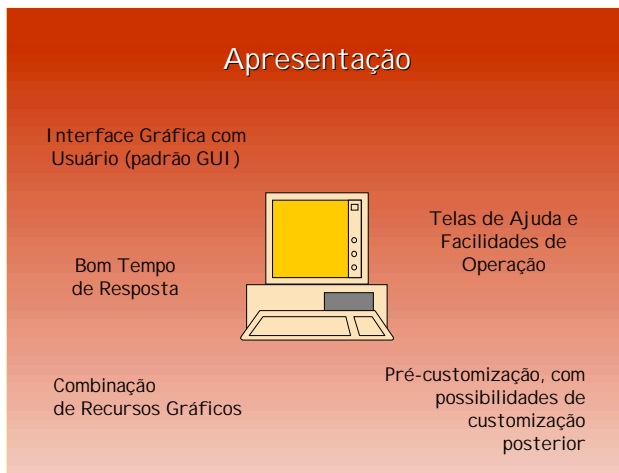 Apresentação
Interface Gráfica com
Usuário (padrão GUI)
Telas de Ajuda e
Facilidades de
Operação
Bom Tempo
de Resposta
Combinação
de Recursos Gráficos
Pré-customização, com
possibilidades de
customização
posterior